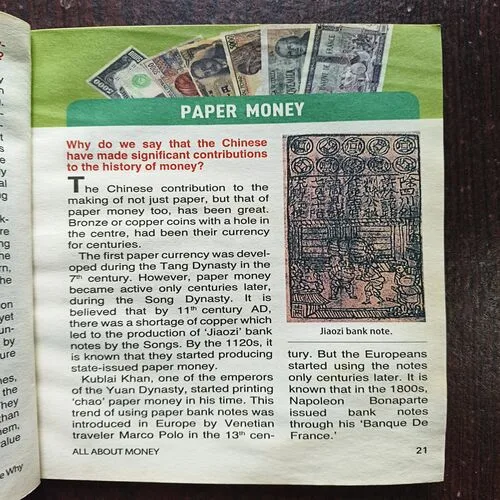 PAPER MONEY
Why do we say that the Chinese
have made significant contributions
to the history of money?
The Chinese contribution to the
making of not just paper, but that of
paper money too, has been great.
Bronze or copper coins with a hole in
the centre, had been their currency
for centuries.
The first paper currency was devel-
oped during the Tang Dynasty in the
7th century. However, paper money
became active only centuries later,
during the Song Dynasty. It is
believed that by 11th century AD,
there was a shortage of copper which
led to the production of 'Jiaozi' bank
notes by the Songs. By the 1120s, it
is known that they started producing
state-issued paper money.
Kublai Khan, one of the emperors
of the Yuan Dynasty, started printing
'chao' paper money in his time. This
trend of using paper bank notes was
introduced in Europe by Venetian
traveler Marco Polo in the 13th cen-
Jiaozi bank note.
tury. But the Europeans
started using the notes
only centuries later. It is
known that in the 1800s,
Napoleon Bonaparte
issued bank notes
through his 'Banque De
France.'
ALL ABOUT MONEY
21